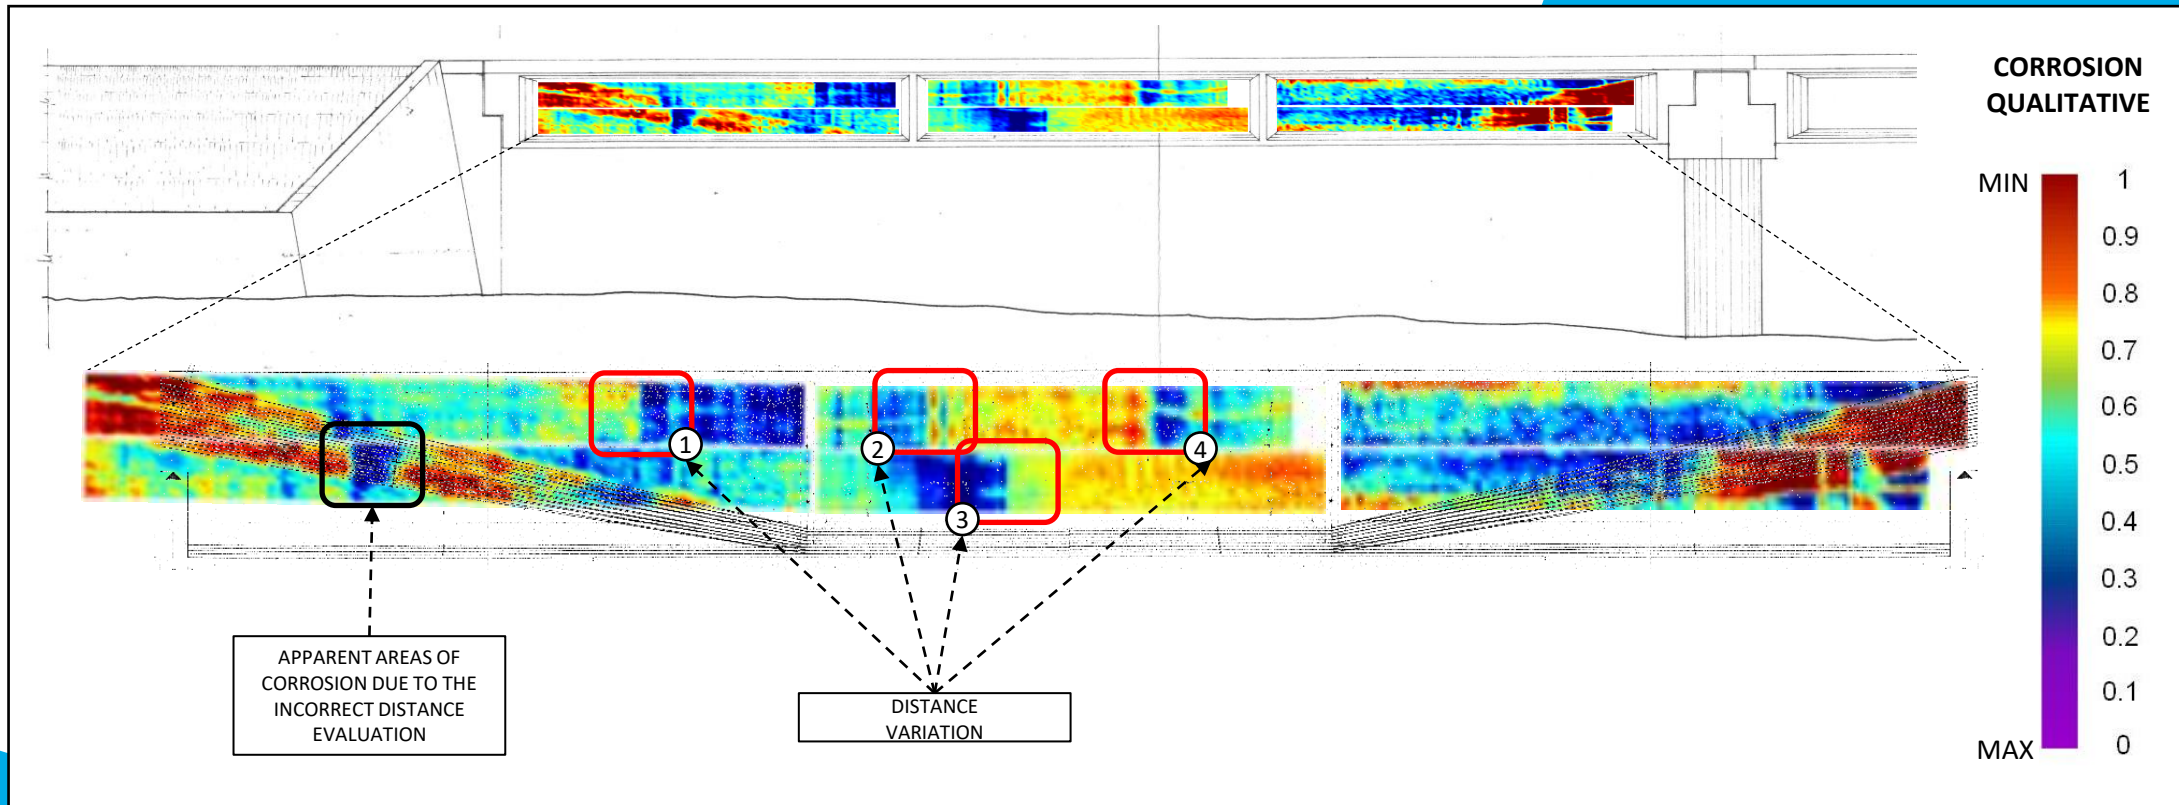 CORROSION
QUALITATIVE
MIN
1
0.9
0.8
0.7
0.6
0.5
0.4
0.3
0.2
0.1
MAX
0
1
2
4
3
APPARENT AREAS OF
CORROSION DUE TO THE
INCORRECT DISTANCE
EVALUATION
DISTANCE
VARIATION